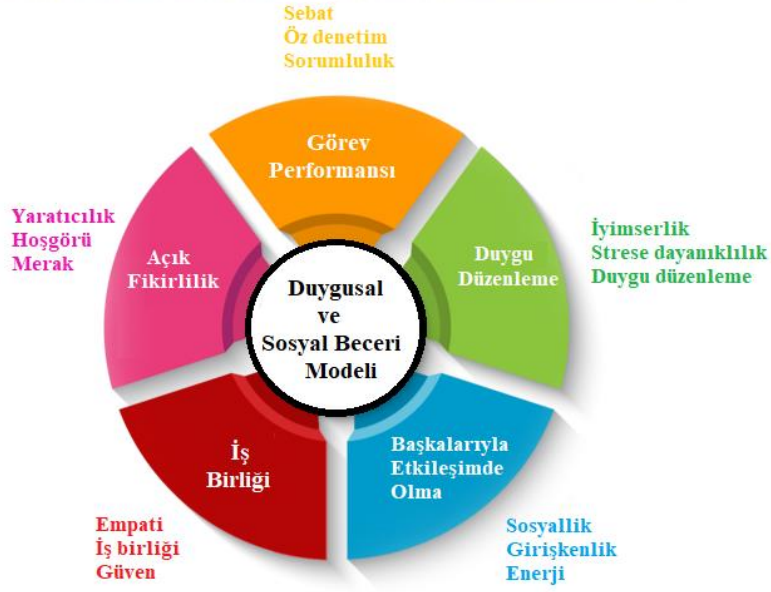 Sebat
Öz denetim
Sorumluluk
Görev
Performansı
Yaratıcılık
Hoşgörü
Merak
Açık
Fikirlilik
Duygu
Düzenleme
İyimserlik
Strese dayanıklılık
Duygu düzenleme
Duygusal
ve
Sosyal Beceri
Modeli
İş
Birliği
Başkalarıyla
Etkileşimde
Olma
Empati
İş birliği
Güven
Sosyallik
Girişkenlik
Enerji